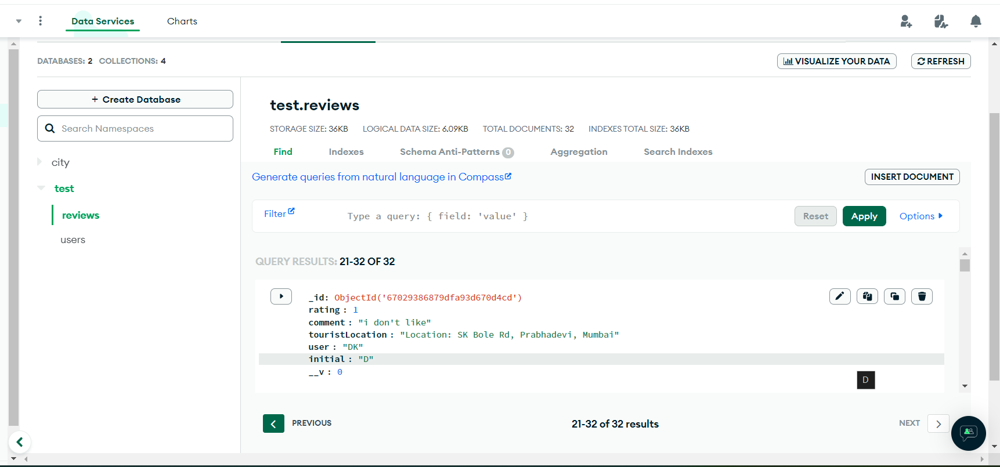 Data Services Charts
DATABASES: 2 COLLECTIONS: 4
VISUALIZE YOUR DATA REFRESH
+ Create Database
Search Namespaces
city
test
reviews
users
test.reviews
STORAGE SIZE: 36KB LOGICAL DATA SIZE: 6.09KB TOTAL DOCUMENTS: 32 INDEXES TOTAL SIZE: 36KB
Find Indexes Schema Anti-Patterns 0 Aggregation Search Indexes
Generate queries from natural language in Compass
INSERT DOCUMENT
Filter Type a query: { field: 'value' } Reset Apply Options
QUERY RESULTS: 21-32 OF 32
_id: ObjectId('67029386879dfa93d670d4cd')
rating : 1
comment : "i don't like"
touristLocation : "Location: SK Bole Rd, Prabhadevi, Mumbai"
user : "DK"
initial : "D"
__v : 0
D
PREVIOUS 21-32 of 32 results NEXT